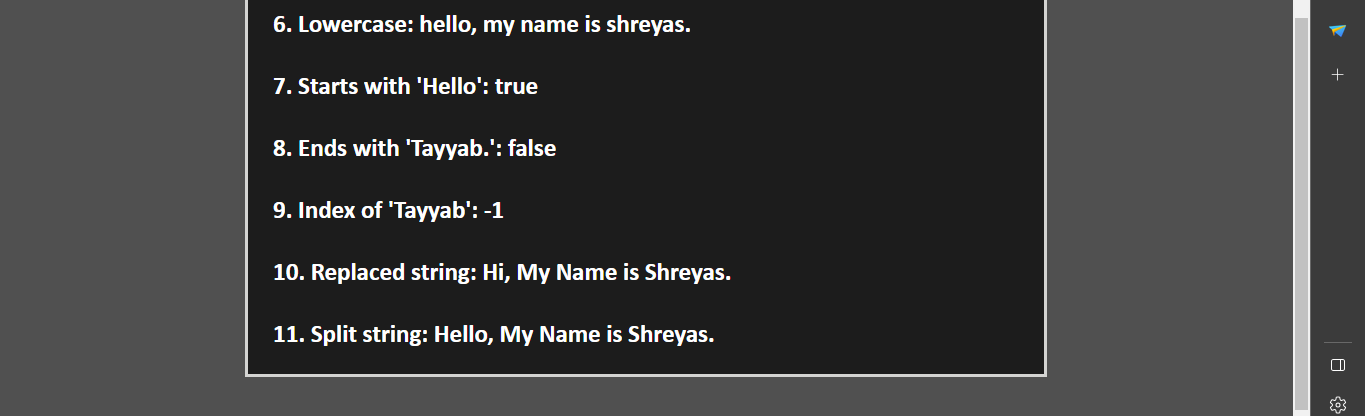 6. Lowercase: hello, my name is shreyas.
7. Starts with 'Hello': true
8. Ends with 'Tayyab.': false
9. Index of 'Tayyab': -1
10. Replaced string: Hi, My Name is Shreyas.
11. Split string: Hello, My Name is Shreyas.